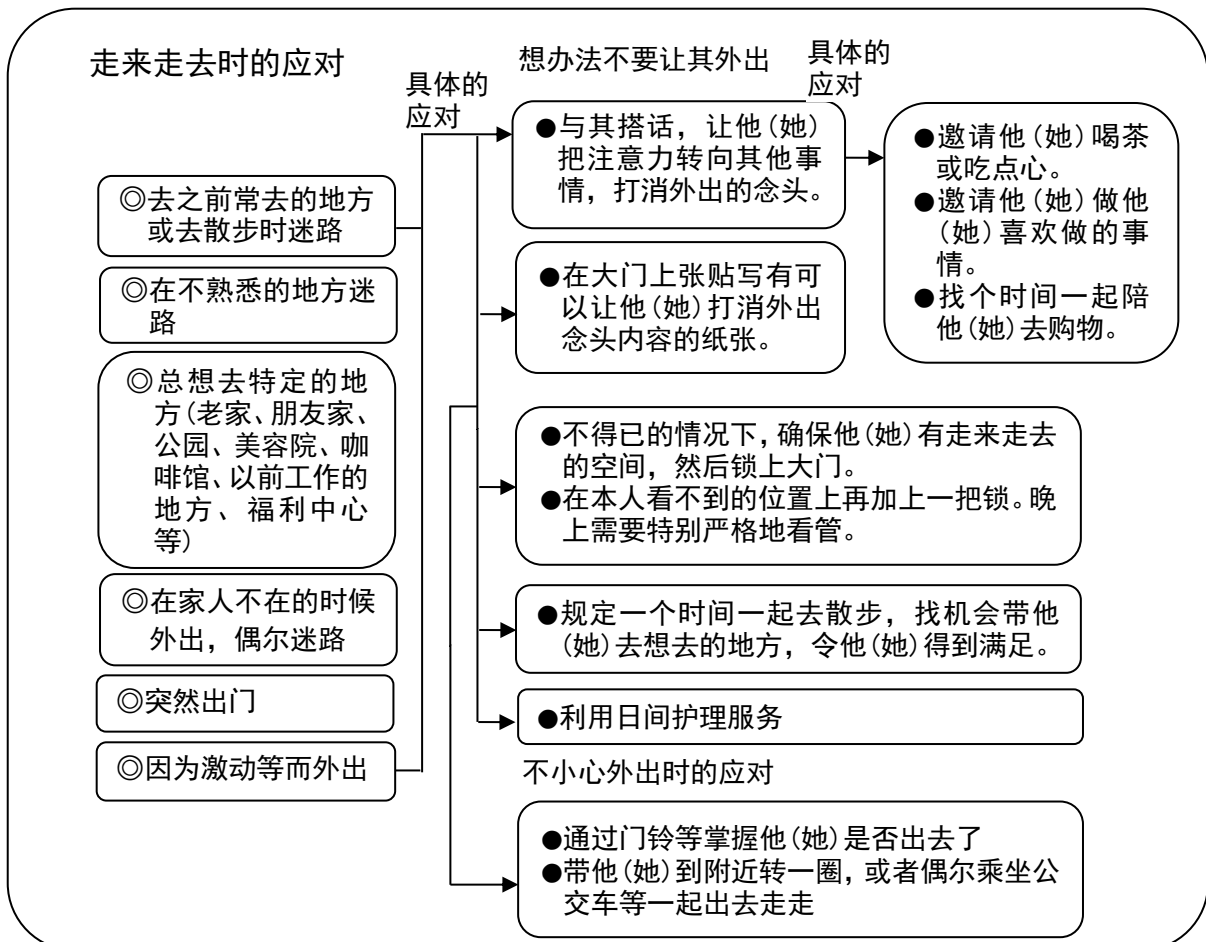 走来走去时的应对
具体的
应对
◎去之前常去的地方
或去散步时迷路
◎在不熟悉的地方迷
路
◎总想去特定的地
方(老家、朋友家、
公园、美容院、咖
啡馆、以前工作的
地方、福利中心
等)
◎在家人不在的时候
外出，偶尔迷路
◎突然出门
◎因为激动等而外出
想办法不要让其外出
●与其搭话，让他(她)
把注意力转向其他事
情，打消外出的念头。
具体的
应对
●邀请他(她)喝茶
或吃点心。
●邀请他(她)做他
(她)喜欢做的事
情。
●找个时间一起陪
他(她)去购物。
●在大门上张贴写有可
以让他(她)打消外出
念头内容的纸张。
●不得已的情况下，确保他(她)有走来走去
的空间，然后锁上大门。
●在本人看不到的位置上再加上一把锁。晚
上需要特别严格地看管。
●规定一个时间一起去散步，找机会带他
(她)去想去的地方，令他(她)得到满足。
●利用日间护理服务
不小心外出时的应对
●通过门铃等掌握他(她)是否出去了
●带他(她)到附近转一圈，或者偶尔乘坐公
交车等一起出去走走